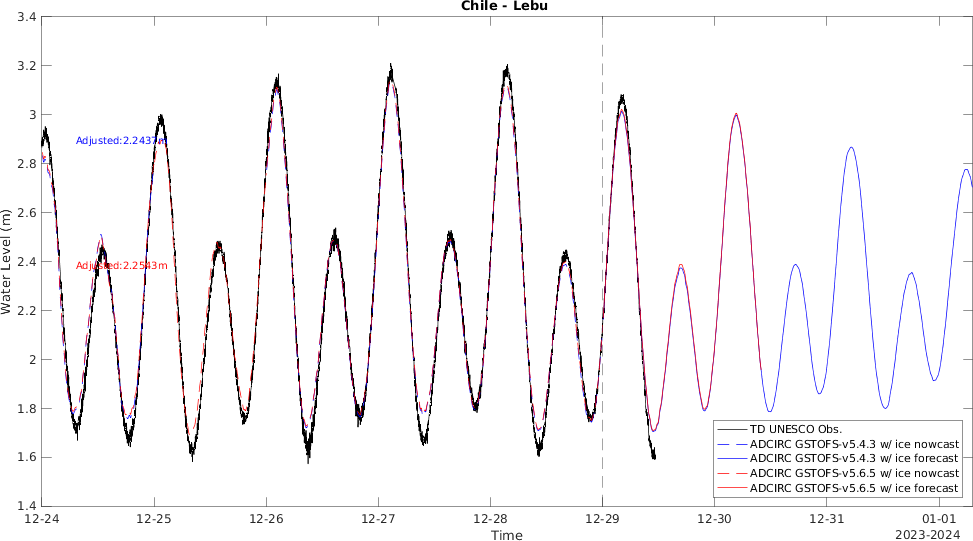 Chile - Lebu
3.4
3.2
3
2.8
2.6
2.4
2.2
2
1.8
1.6
1.4
Water Level (m)
Adjusted:2.2437m
Adjusted:2.2543m
TD UNESCO Obs.
ADCIRC GSTOFS-v5.4.3 w/ ice nowcast
ADCIRC GSTOFS-v5.4.3 w/ ice forecast
ADCIRC GSTOFS-v5.6.5 w/ ice nowcast
ADCIRC GSTOFS-v5.6.5 w/ ice forecast
12-24 12-25 12-26 12-27 12-28 12-29 12-30 12-31 01-01
Time
2023-2024